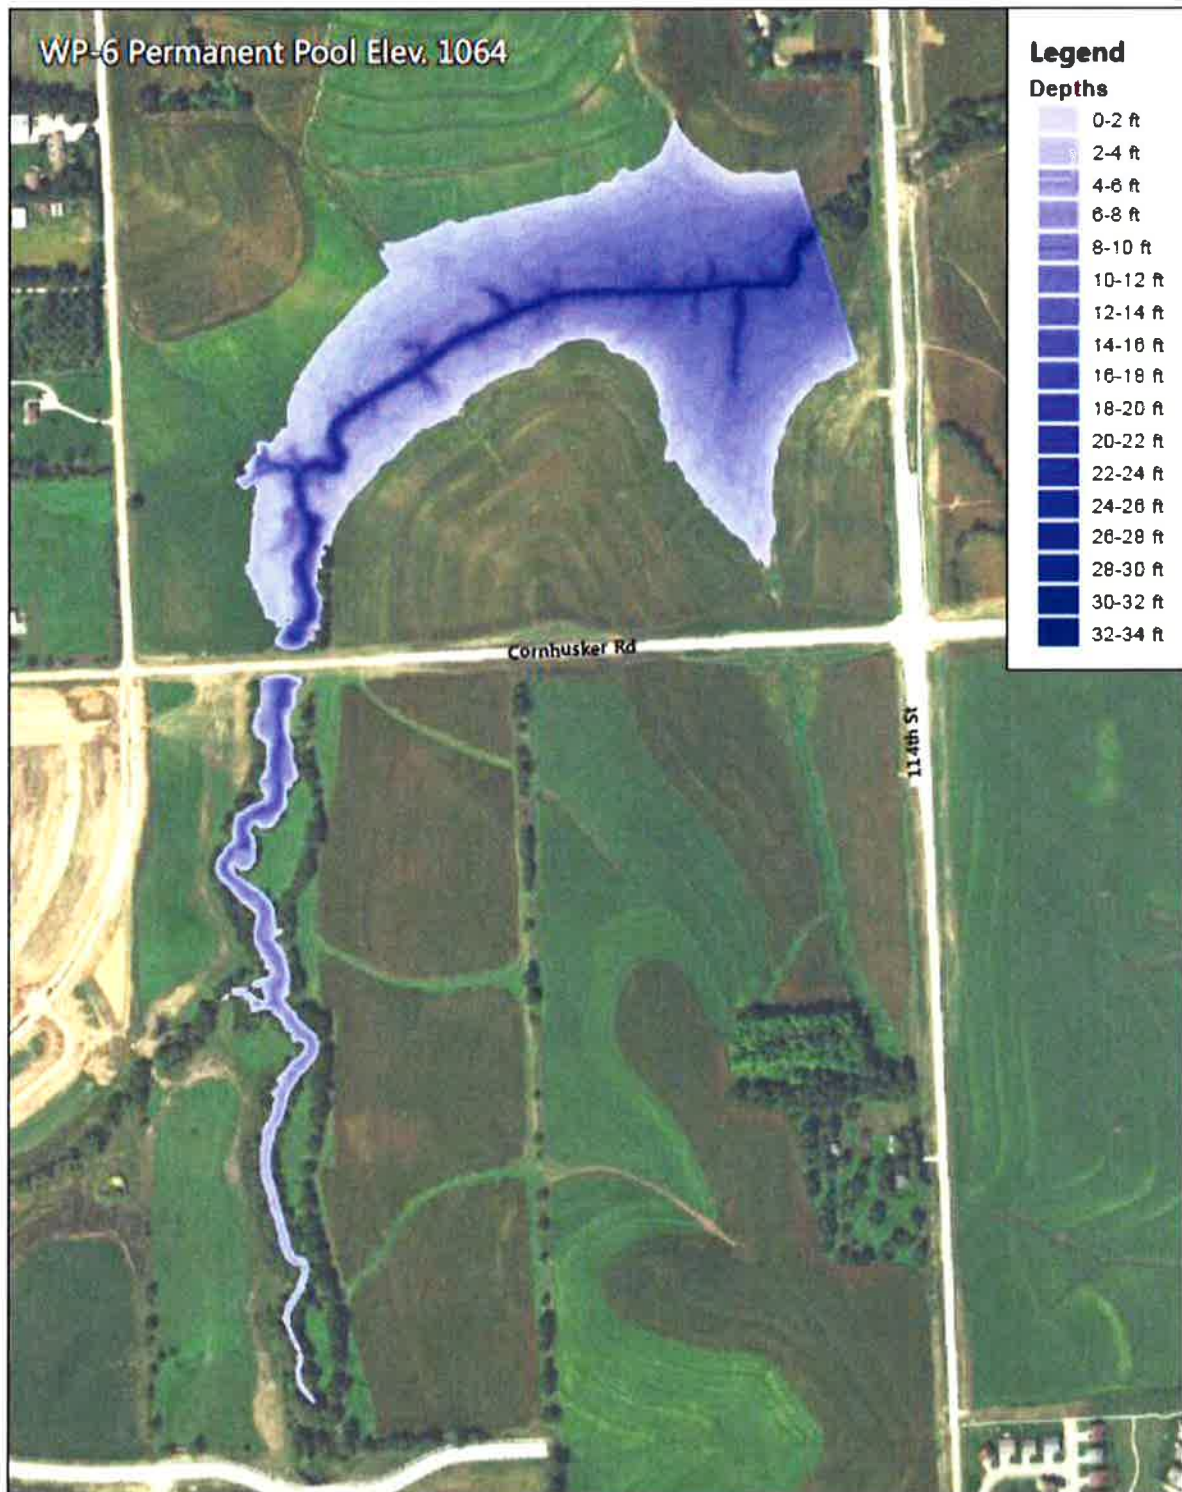 WP-6 Permanent Pool Elev. 1064
Legend
Depths
0-2 ft
2-4 ft
4-6 ft
6-8 ft
8-10 ft
10-12 ft
12-14 ft
14-16 ft
16-18 ft
18-20 ft
20-22 ft
22-24 ft
24-26 ft
26-28 ft
28-30 ft
30-32 ft
32-34 ft
Cornhusker Rd
114th St